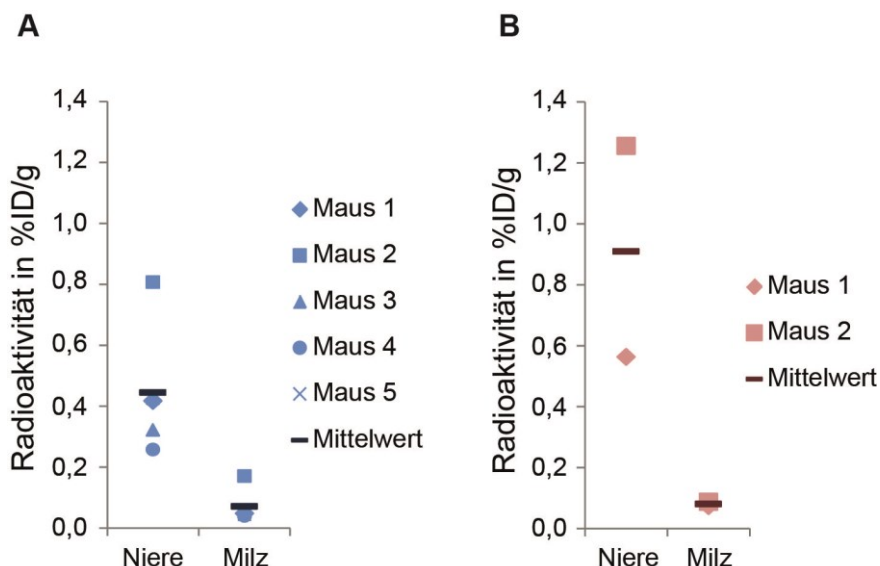 A
Radioaktivität in %ID/g
1,4
1,2
1,0
0,8
0,6
0,4
0,2
0,0
Niere Milz
Maus 1
Maus 2
Maus 3
Maus 4
Maus 5
Mittelwert
B
Radioaktivität in %ID/g
1,4
1,2
1,0
0,8
0,6
0,4
0,2
0,0
Niere Milz
Maus 1
Maus 2
Mittelwert